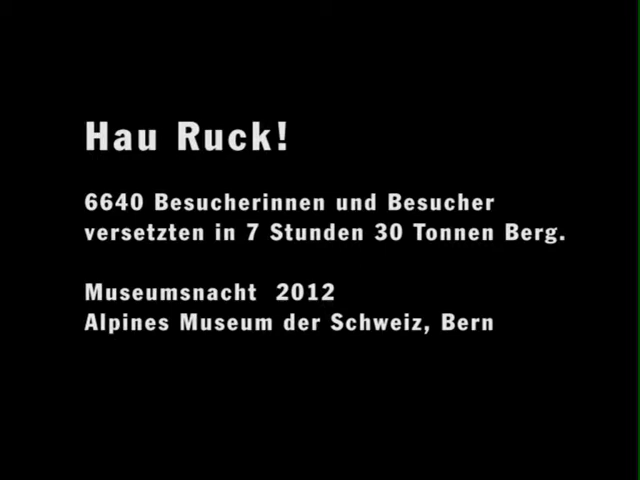 Hau Ruck!
6640 Besucherinnen und Besucher
versetzten in 7 Stunden 30 Tonnen Berg.
Museumsnacht 2012
Alpines Museum der Schweiz, Bern